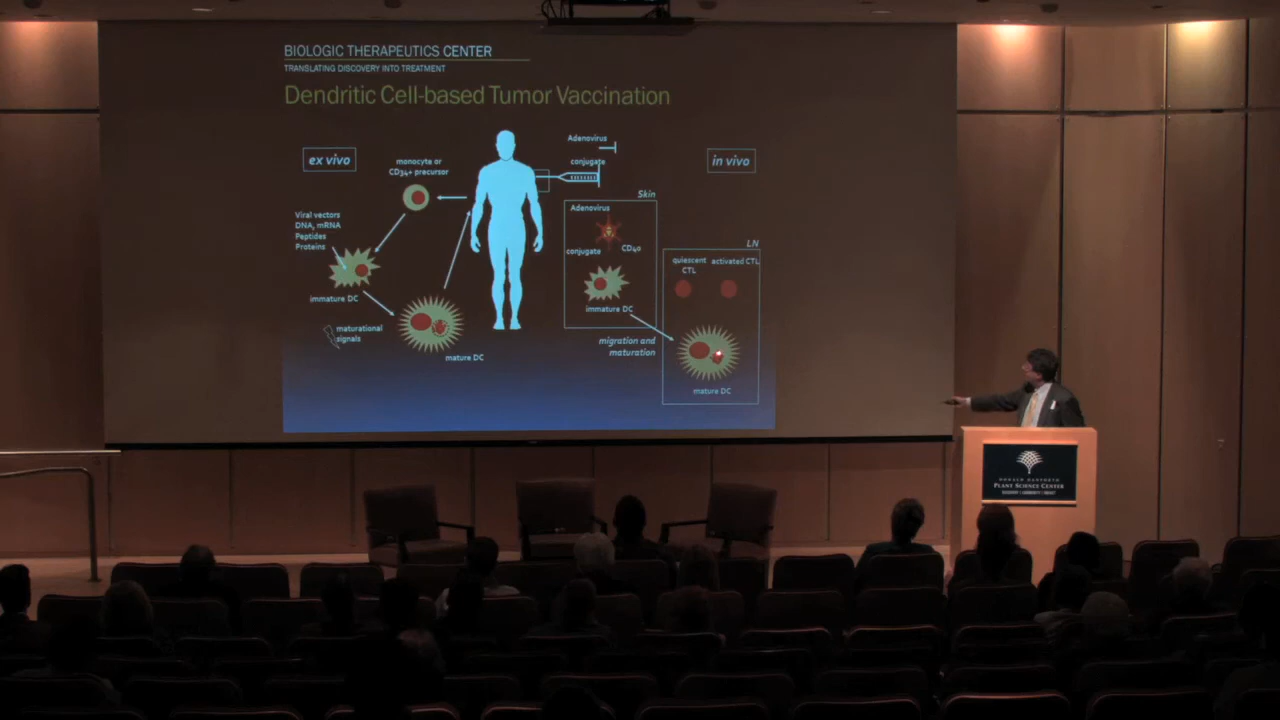 BIOLOGIC THERAPEUTICS CENTER
TRANSLATING DISCOVERY INTO TREATMENT
Dendritic Cell-based Tumor Vaccination
ex vivo
monocyte or
CD34+ precursor
Viral vectors
DNA, mRNA
Peptides
Proteins
immature DC
maturational
signals
mature DC
Adenovirus
conjugate
in vivo
Skin
Adenovirus
conjugate
CD40
immature DC
migration and
maturation
LN
quiescent
CTL
activated CTL
mature DC
DONALD DANFORTH
PLANT SCIENCE CENTER